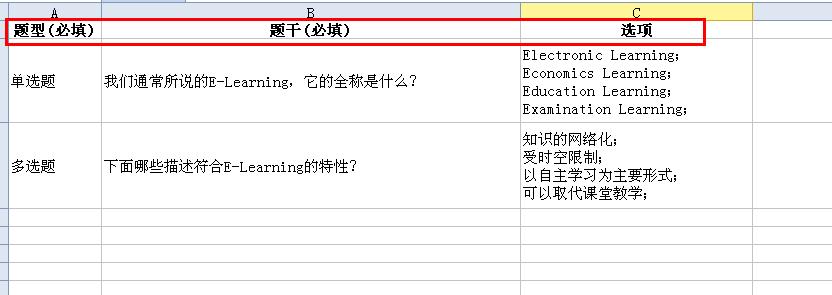 A B C
题型(必填) 题干(必填) 选项
单选题 我们通常所说的E-Learning, 它的全称是什么?
Electronic Learning;
Economics Learning;
Education Learning;
Examination Learning;
多选题 下面哪些描述符合E-Learning的特性?
知识的网络化;
受时空限制;
以自主学习为主要形式;
可以取代课堂教学;